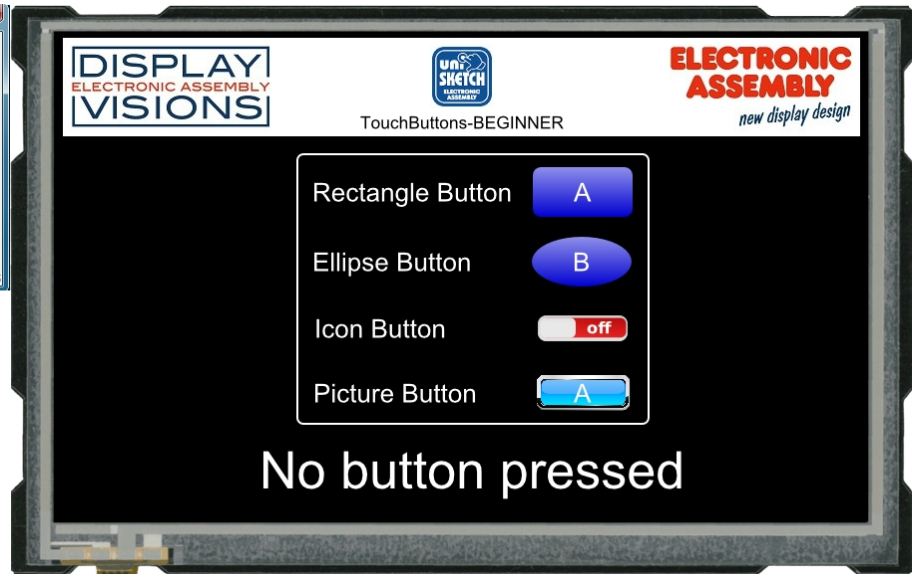 DISPLAY
ELECTRONIC ASSEMBLY
VISIONS
uni
SKETCH
ELECTRONIC
ASSEMBLY
TouchButtons-BEGINNER
ELECTRONIC
ASSEMBLY
new display design
Rectangle Button A
Ellipse Button B
Icon Button off
Picture Button A
No button pressed